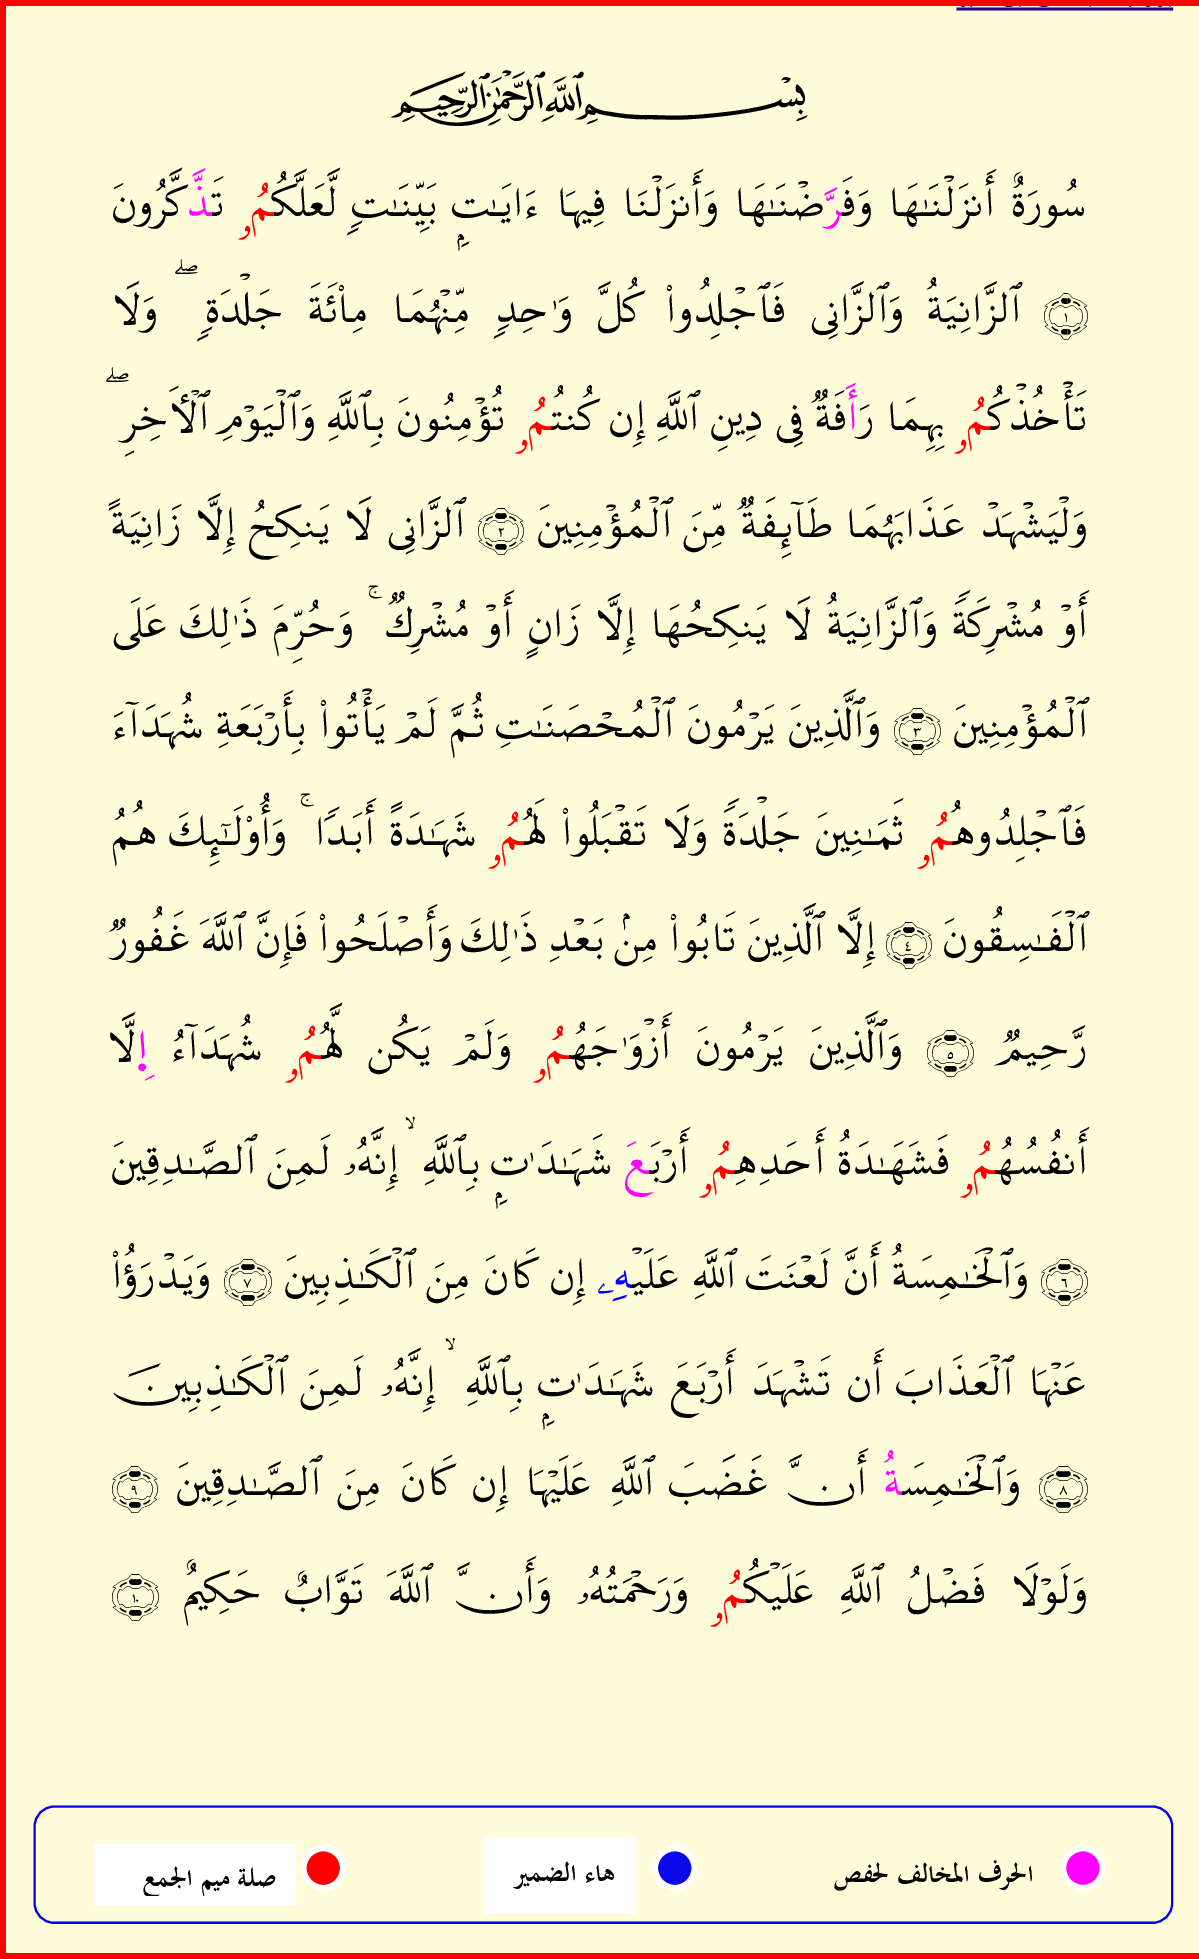 بِسْمِ ٱللَّهِ ٱلرَّحْمَٰنِ ٱلرَّحِيمِ
سُورَةٌ أَنزَلْنَـٰهَا وَفَرَّضْنَـٰهَا وَأَنزَلْنَا فِيهَا ءَايَـٰتٍۭ بَيِّنَـٰتٍ لَّعَلَّكُمُۥ تَذَّكَّرُونَ
١ ٱلزَّانِيَةُ وَٱلزَّانِى فَٱجْلِدُوا۟ كُلَّ وَٰحِدٍ مِّنْهُمَا مِا۟ئَةَ جَلْدَةٍ ۖ وَلَا
تَأْخُذْكُمُۥ بِهِمَا رَأَفَةٌ فِى دِينِ ٱللَّهِ إِن كُنتُمُۥ تُؤْمِنُونَ بِٱللَّهِ وَٱلْيَوْمِ ٱلْـَٔاخِرِ ۖ
وَلْيَشْهَدْ عَذَابَهُمَا طَآئِفَةٌ مِّنَ ٱلْمُؤْمِنِينَ ٢ ٱلزَّانِى لَا يَنكِحُ إِلَّا زَانِيَةً
أَوْ مُشْرِكَةً وَٱلزَّانِيَةُ لَا يَنكِحُهَا إِلَّا زَانٍ أَوْ مُشْرِكٌ ۚ وَحُرِّمَ ذَٰلِكَ عَلَى
ٱلْمُؤْمِنِينَ ٣ وَٱلَّذِينَ يَرْمُونَ ٱلْمُحْصَنَـٰتِ ثُمَّ لَمْ يَأْتُوا۟ بِأَرْبَعَةِ شُهَدَآءَ
فَٱجْلِدُوهُمُۥ ثَمَـٰنِينَ جَلْدَةً وَلَا تَقْبَلُوا۟ لَهُمُۥ شَهَـٰدَةً أَبَدًا ۚ وَأُو۟لَـٰٓئِكَ هُمُ
ٱلْفَـٰسِقُونَ ٤ إِلَّا ٱلَّذِينَ تَابُوا۟ مِنۢ بَعْدِ ذَٰلِكَ وَأَصْلَحُوا۟ فَإِنَّ ٱللَّهَ غَفُورٌ
رَّحِيمٌ ٥ وَٱلَّذِينَ يَرْمُونَ أَزْوَٰجَهُمُۥ وَلَمْ يَكُن لَّهُمُۥ شُهَدَآءُ اِ۪لَّا
أَنفُسُهُمُۥ فَشَهَـٰدَةُ أَحَدِهِمُۥ أَرْبَعَ شَهَـٰدَٰتٍۭ بِٱللَّهِ ۙ إِنَّهُۥ لَمِنَ ٱلصَّـٰدِقِينَ
٦ وَٱلْخَـٰمِسَةُ أَنَّ لَعْنَتَ ٱللَّهِ عَلَيْهِۦ إِن كَانَ مِنَ ٱلْكَـٰذِبِينَ ٧ وَيَدْرَؤُا۟
عَنْهَا ٱلْعَذَابَ أَن تَشْهَدَ أَرْبَعَ شَهَـٰدَٰتٍۭ بِٱللَّهِ ۙ إِنَّهُۥ لَمِنَ ٱلْكَـٰذِبِينَ
٨ وَٱلْخَـٰمِسَةُ أَنَّ غَضَبَ ٱللَّهِ عَلَيْهَا إِن كَانَ مِنَ ٱلصَّـٰدِقِينَ ٩
وَلَوْلَا فَضْلُ ٱللَّهِ عَلَيْكُمُۥ وَرَحْمَتُهُۥ وَأَنَّ ٱللَّهَ تَوَّابٌ حَكِيمٌ ١٠
الحرف المخالف لحفص هاء الضمير صلة ميم الجمع